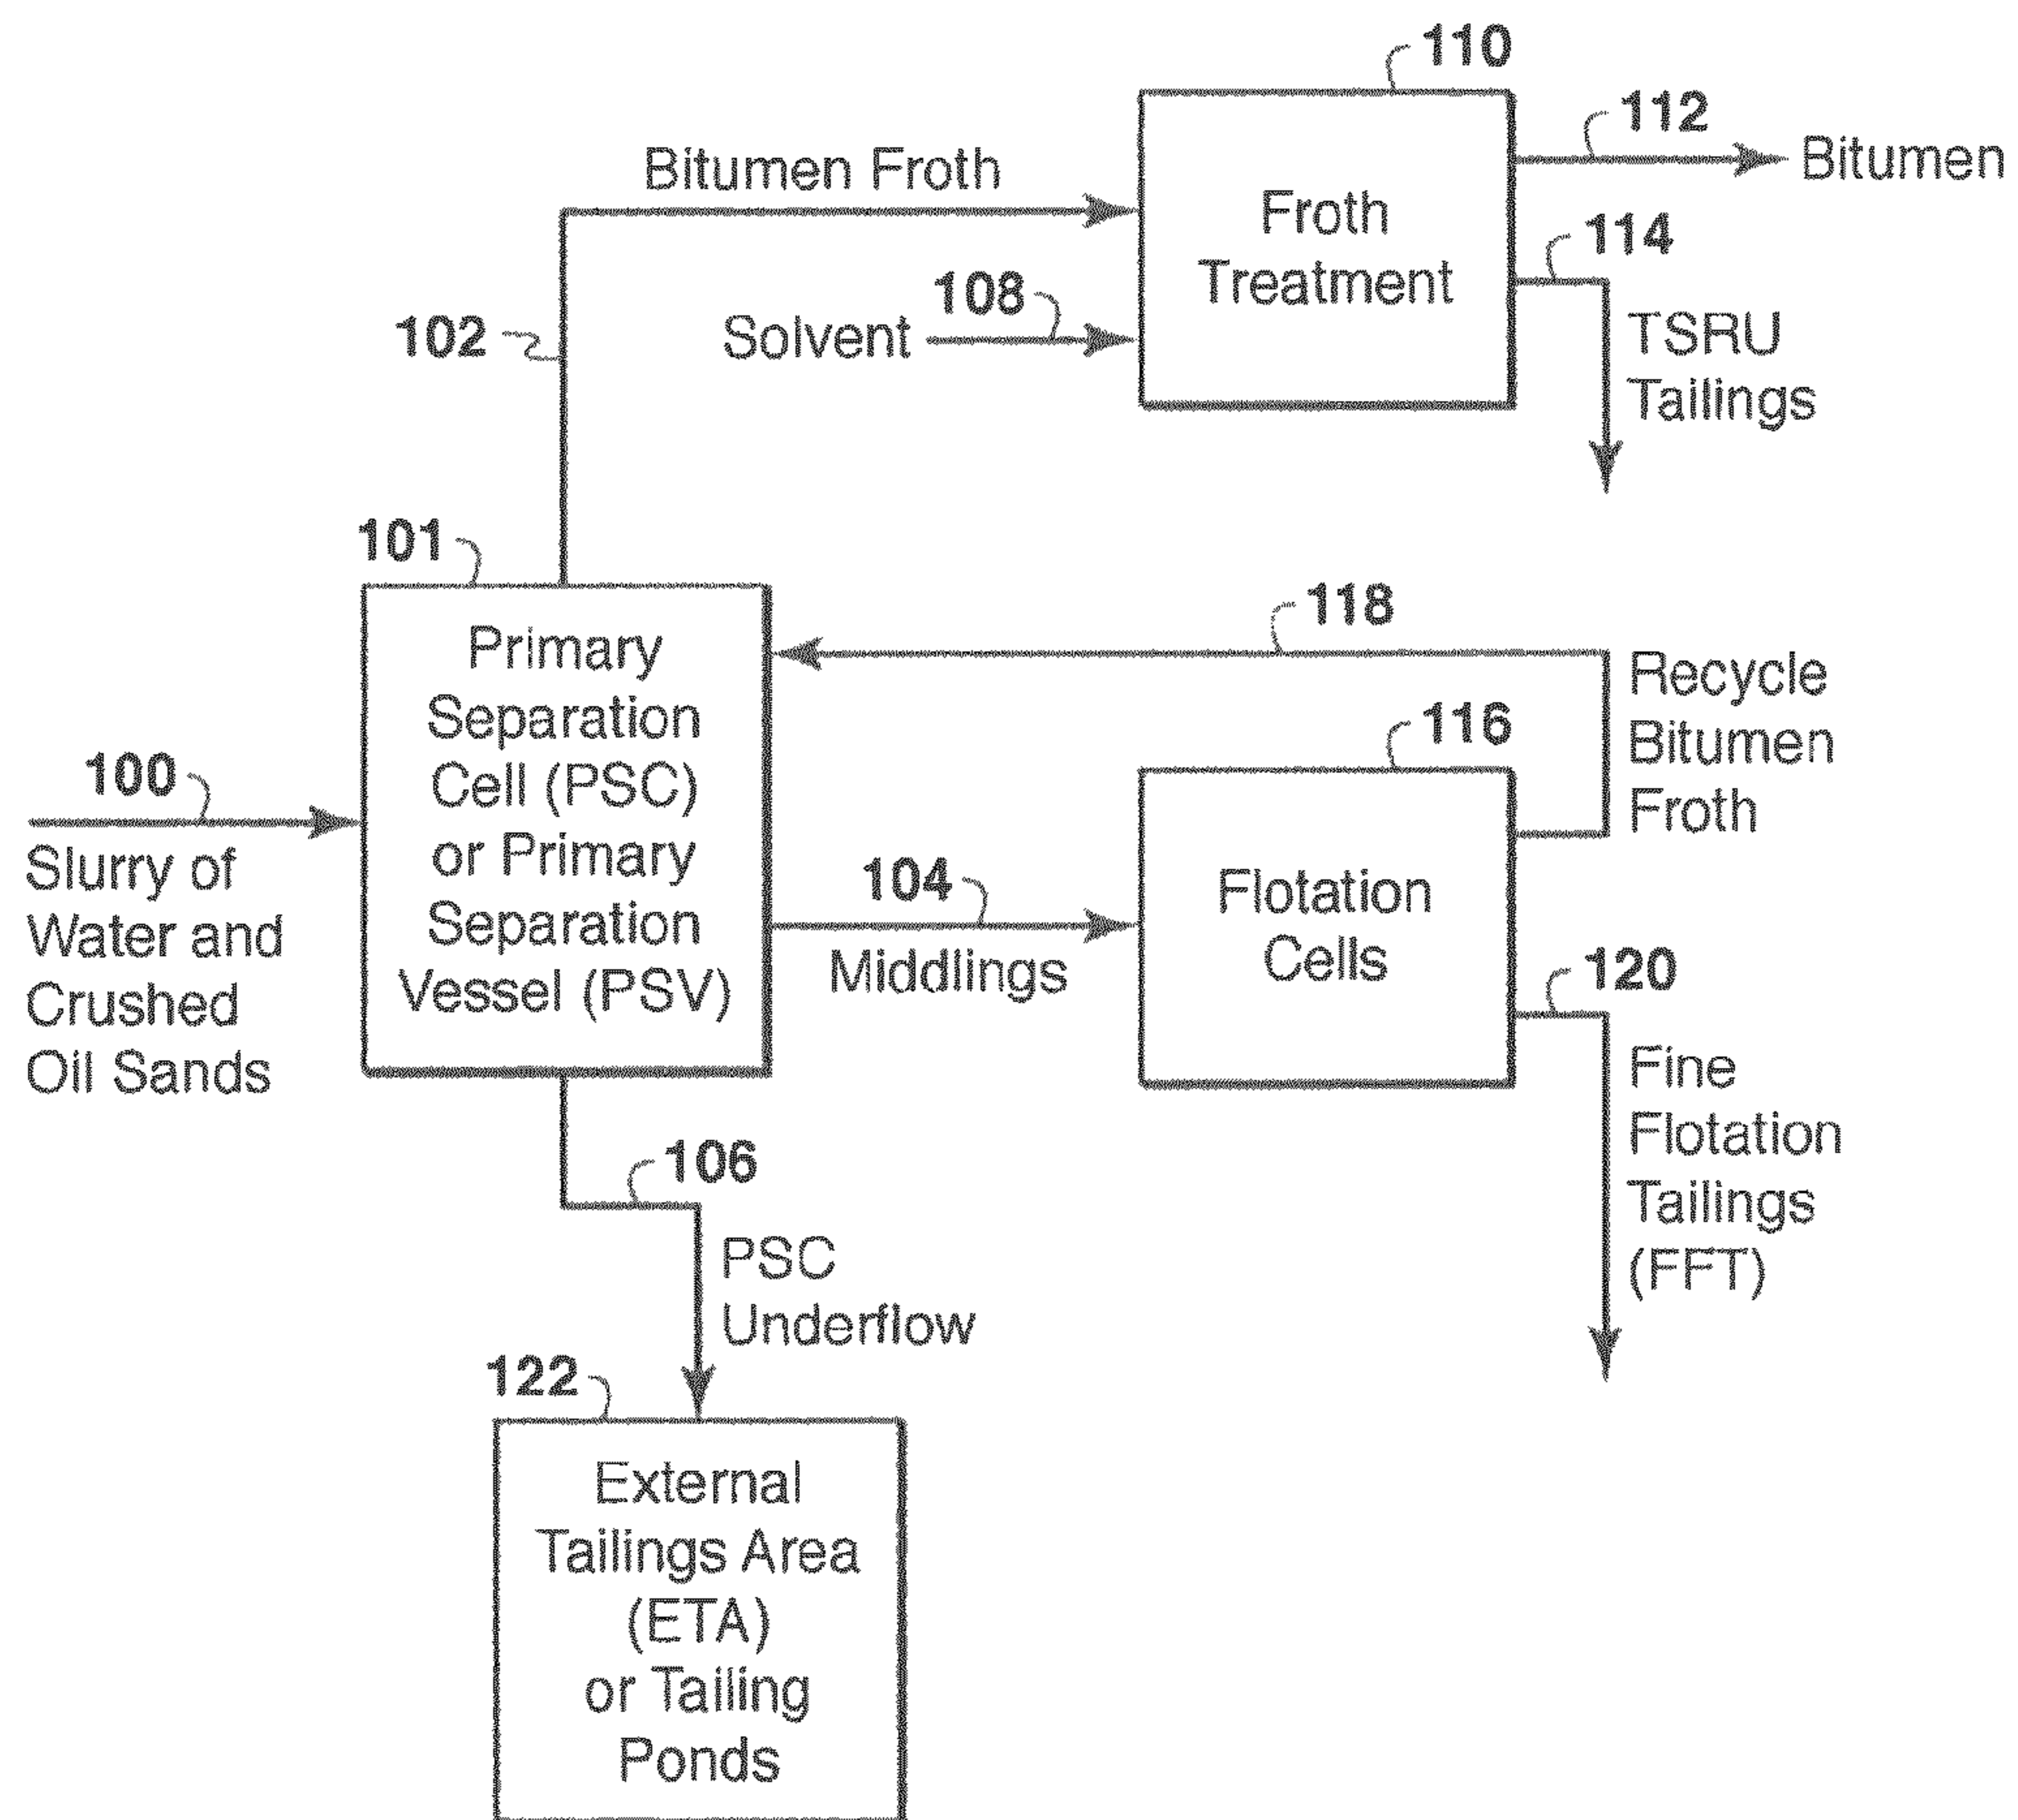 110
112
Bitumen
Bitumen Froth
Froth
Treatment
114
108
Solvent
102
TSRU
Tailings
101
118
Primary
Separation
Cell (PSC)
or Primary
Separation
Vessel (PSV)
Recycle
Bitumen
Froth
116
100
Slurry of
Water and
Crushed
Oil Sands
104
Middlings
Flotation
Cells
120
Fine
Flotation
Tailings
(FFT)
106
PSC
Underflow
122
External
Tailings Area
(ETA)
or Tailing
Ponds